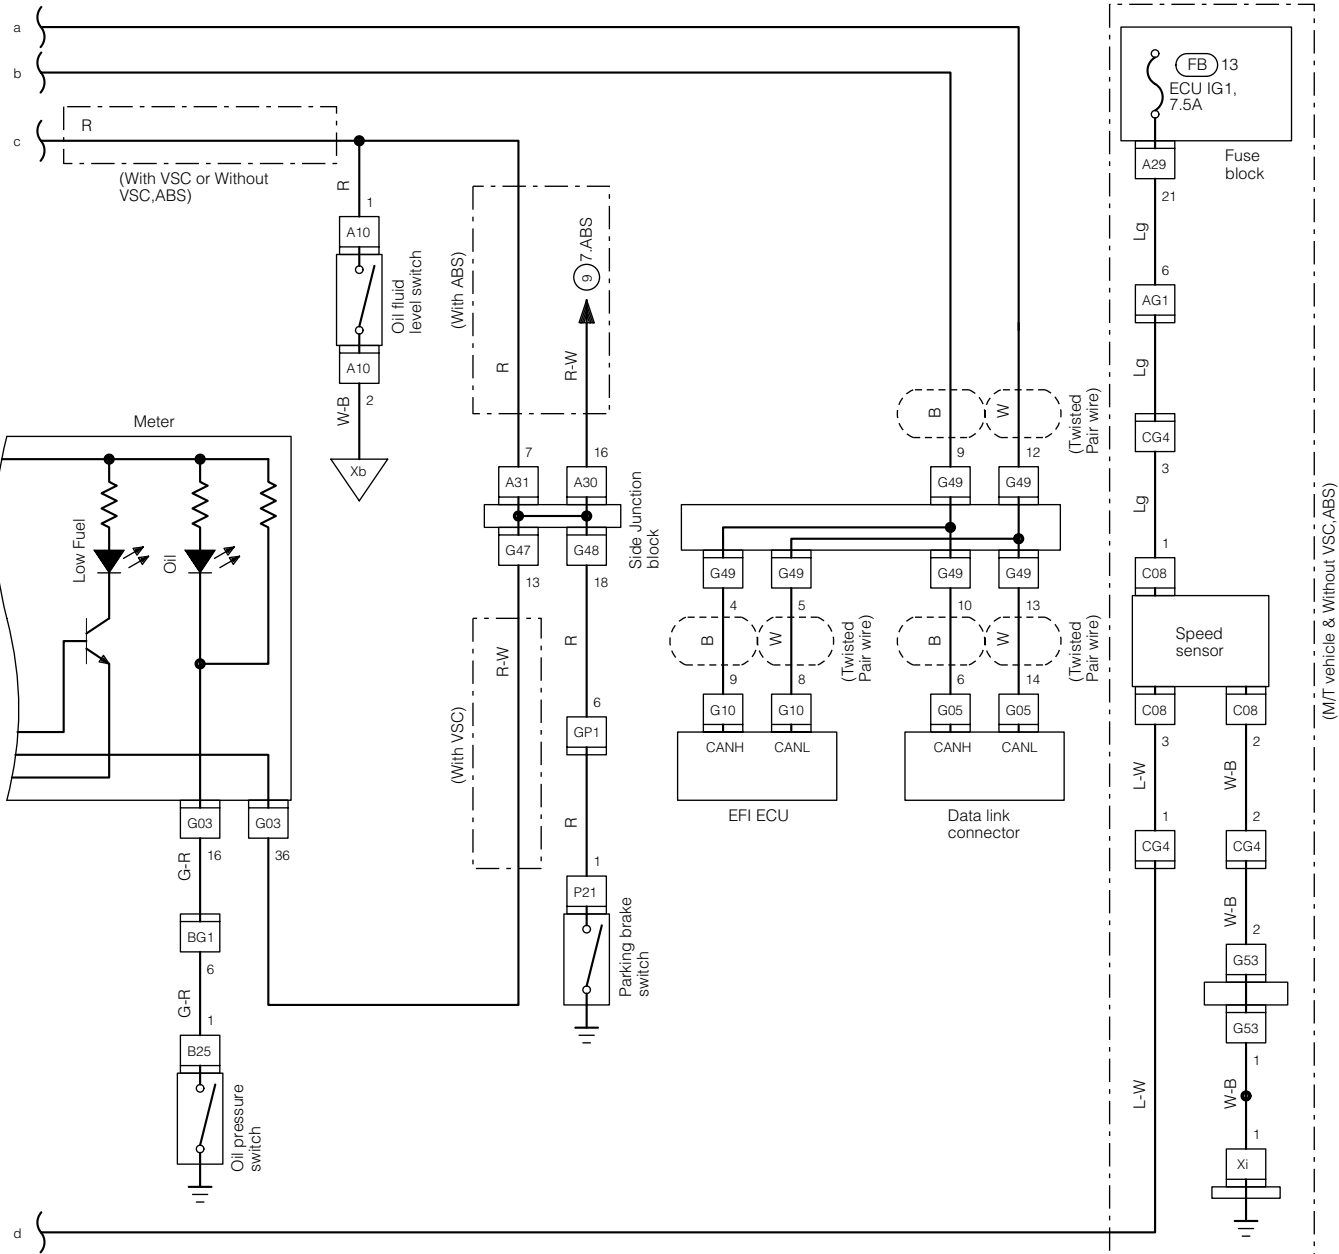 a
b
c
R
(With VSC or Without
VSC,ABS)
R
1
A10
Oil fluid
level switch
A10
W-B
2
Xb
(With ABS)
R
9
7.ABS
R-W
7
16
A31
A30
G47
G48
Side Junction
block
13
18
(With VSC)
R-W
R
6
GP1
R
1
P21
Parking brake
switch
Meter
Low Fuel
Oil
G03
G03
16
36
G-R
BG1
6
G-R
1
B25
Oil pressure
switch
B
W
(Twisted
Pair wire)
9
12
G49
G49
G49
G49
G49
G49
4
5
10
13
B
W
(Twisted
Pair wire)
B
W
(Twisted
Pair wire)
9
8
6
14
G10
G10
G05
G05
CANH
CANL
CANH
CANL
EFI ECU
Data link
connector
FB
13
ECU IG1,
7.5A
Fuse
block
A29
21
Lg
6
AG1
Lg
CG4
3
Lg
1
C08
Speed
sensor
C08
C08
3
2
L-W
W-B
1
2
CG4
CG4
W-B
2
G53
G53
1
L-W
W-B
1
Xi
(M/T vehicle & Without VSC,ABS)
d